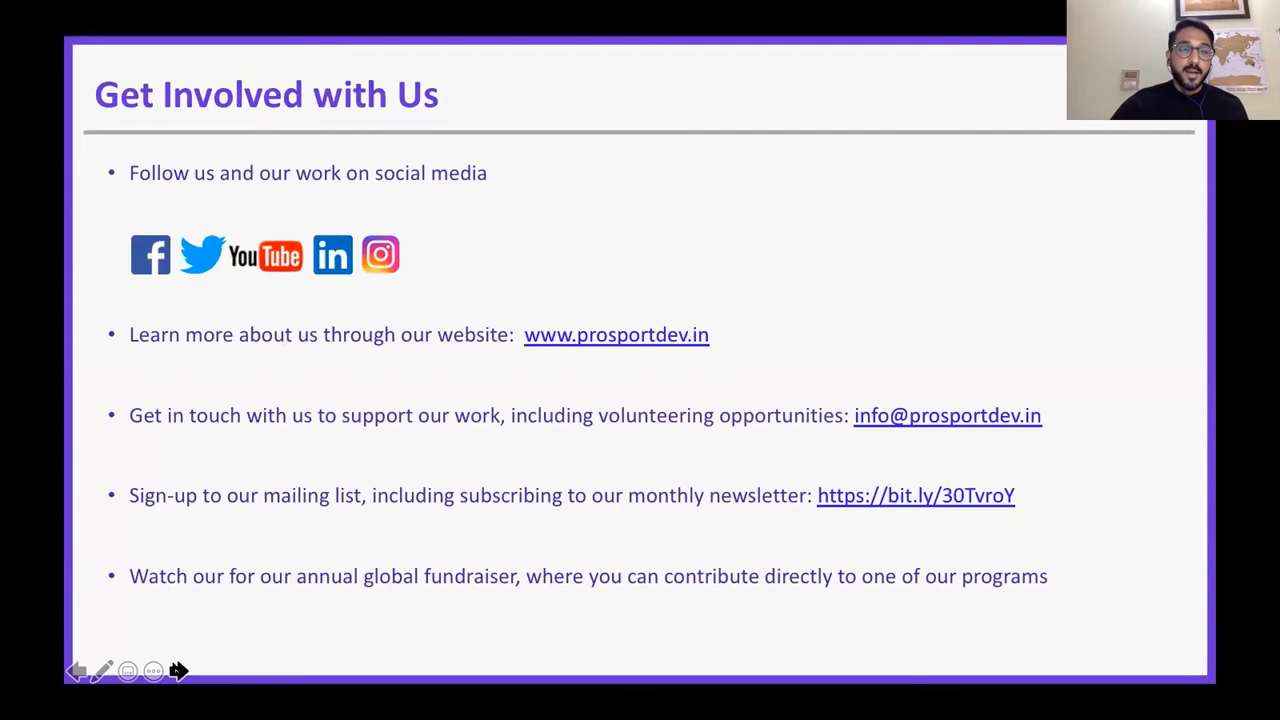 Get Involved with Us
• Follow us and our work on social media
f YouTube in
• Learn more about us through our website: www.prosportdev.in
• Get in touch with us to support our work, including volunteering opportunities: info@prosportdev.in
• Sign-up to our mailing list, including subscribing to our monthly newsletter: https://bit.ly/30TvroY
• Watch our for our annual global fundraiser, where you can contribute directly to one of our programs